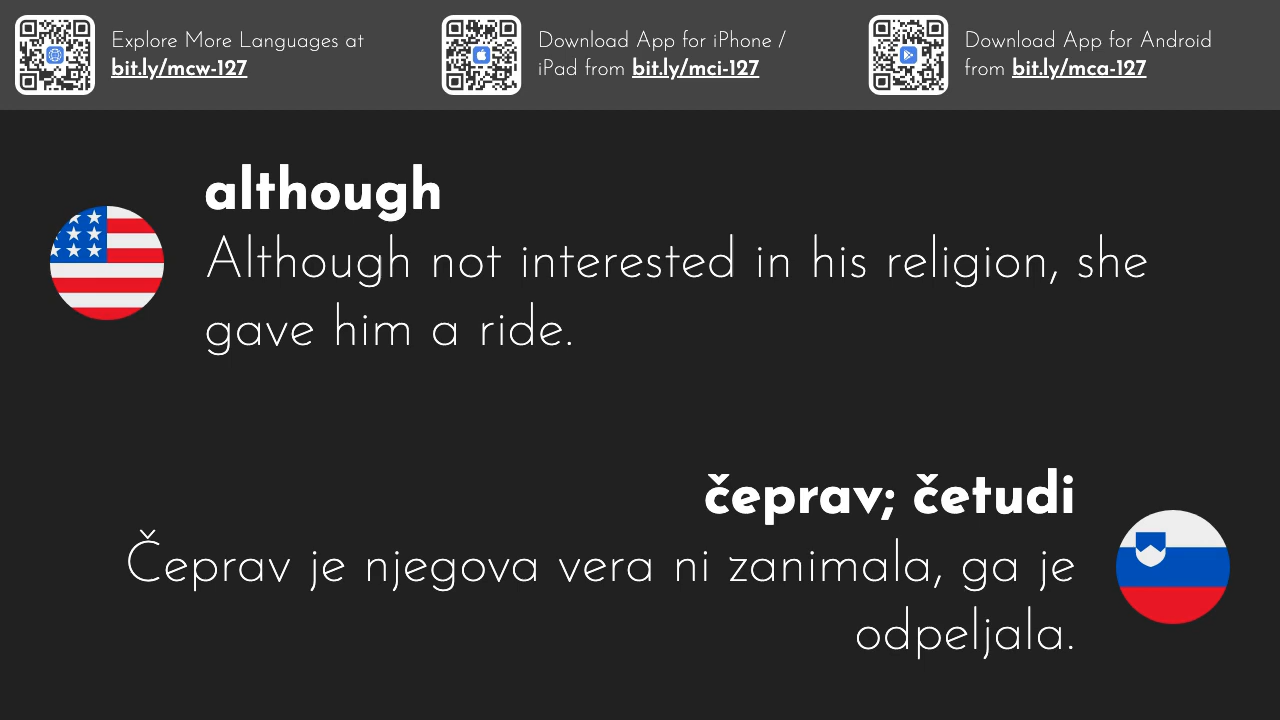 Explore More Languages at
bit.ly/mcw-127
Download App for iPhone /
iPad from bit.ly/mci-127
Download App for Android
from bit.ly/mca-127
although
Although not interested in his religion, she
gave him a ride.
čeprav; četudi
Čeprav je njegova vera ni zanimala, ga je
odpeljala.